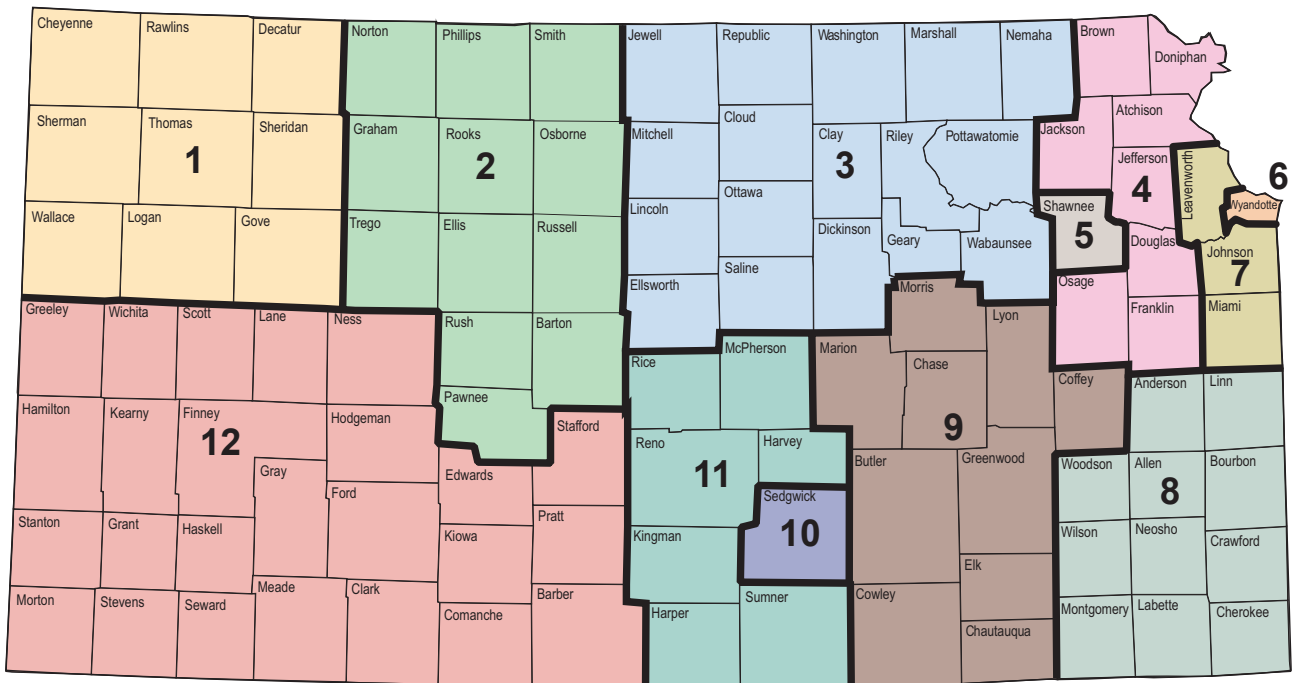 Cheyenne
Rawlins
Decatur
Norton
Phillips
Smith
Jewell
Republic
Washington
Marshall
Nemaha
Brown
Doniphan
Sherman
Thomas
Sheridan
1
Graham
Rooks
Osborne
2
Mitchell
Cloud
Clay
Riley
Pottawatomie
3
Jackson
Atchison
Jefferson
4
Leavenworth
6
Wyandotte
Wallace
Logan
Gove
Trego
Ellis
Russell
Lincoln
Ottawa
Dickinson
Geary
Wabaunsee
Shawnee
5
Douglas
Johnson
7
Ellsworth
Saline
Morris
Osage
Franklin
Miami
Greeley
Wichita
Scott
Lane
Ness
Rush
Barton
Rice
McPherson
Marion
Chase
Lyon
Coffey
Anderson
Linn
Pawnee
Hamilton
Kearny
Finney
12
Hodgeman
Stafford
Edwards
Reno
Harvey
11
9
Butler
Greenwood
Woodson
Allen
Bourbon
8
Gray
Ford
Sedgwick
10
Stanton
Grant
Haskell
Kiowa
Pratt
Kingman
Wilson
Neosho
Crawford
Elk
Morton
Stevens
Seward
Meade
Clark
Comanche
Barber
Harper
Sumner
Cowley
Chautauqua
Montgomery
Labette
Cherokee